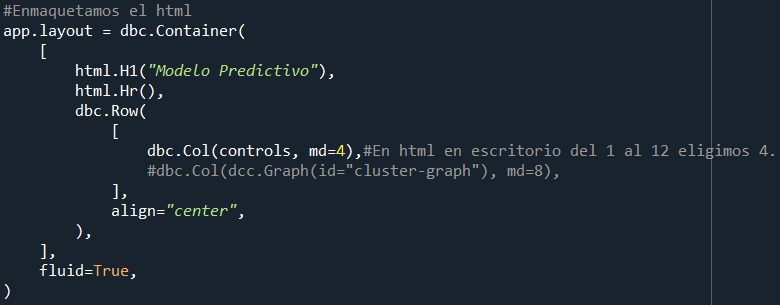 #Enmaquetamos el html
app.layout = dbc.Container(
    [
        html.H1("Modelo Predictivo"),
        html.Hr(),
        dbc.Row(
            [
                dbc.Col(controls, md=4),#En html en escritorio del 1 al 12 eligimos 4.
                #dbc.Col(dcc.Graph(id="cluster-graph"), md=8),
            ],
            align="center",
        ),
    ],
    fluid=True,
)